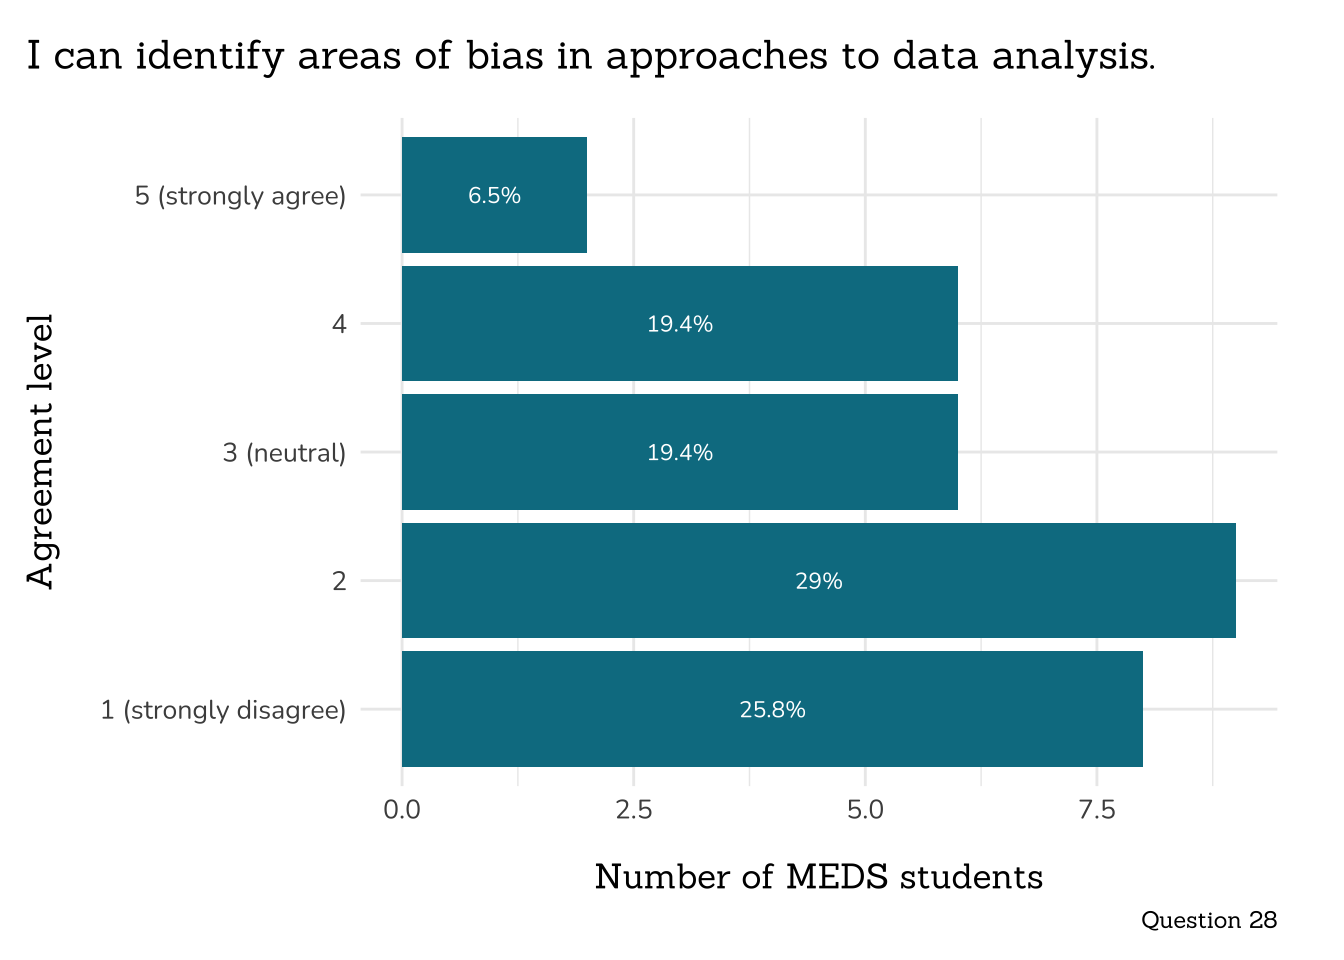 I can identify areas of bias in approaches to data analysis.
Agreement level
5 (strongly agree)
6.5%
4
19.4%
3 (neutral)
19.4%
2
29%
1 (strongly disagree)
25.8%
0.0 2.5 5.0 7.5
Number of MEDS students
Question 28